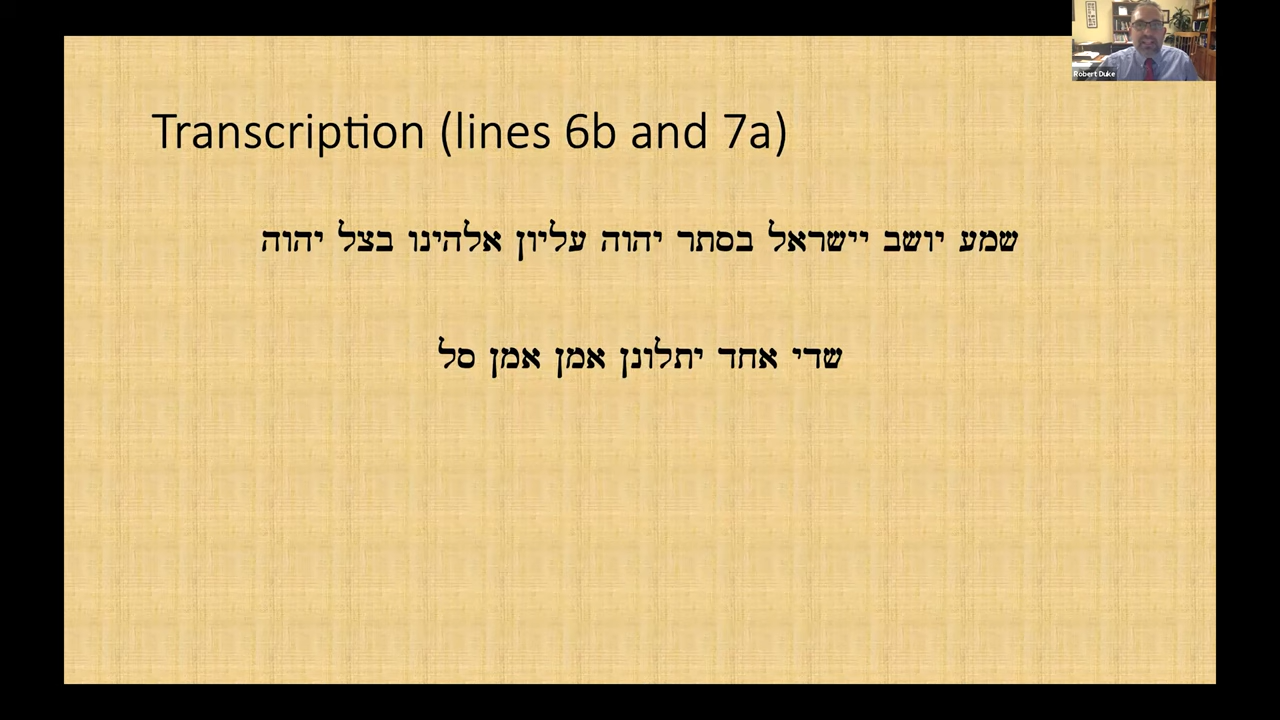 Robert Duke
Transcription (lines 6b and 7a)
שמע יושב יישראל בסתר יהוה עליון אלהינו בצל יהוה
שדי אחד יתלונן אמן אמן סל